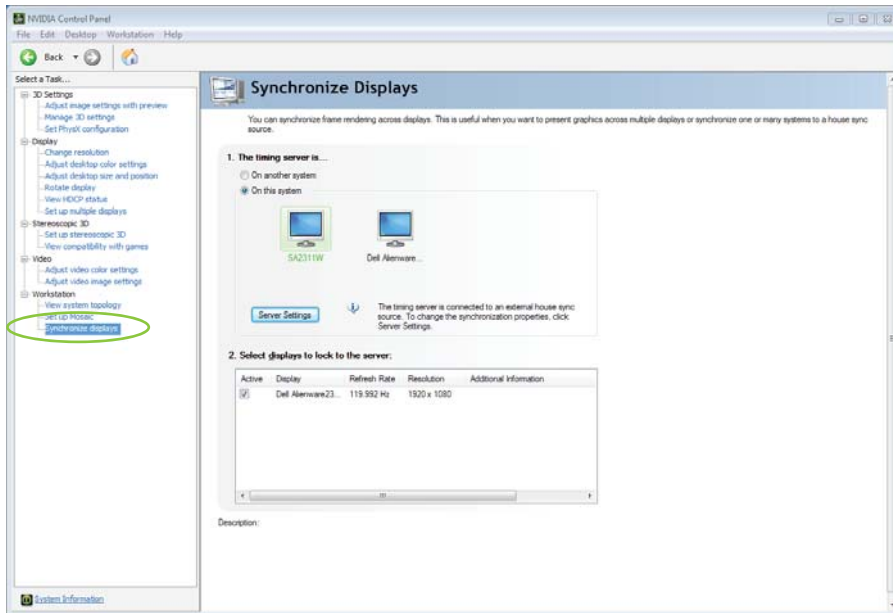 NVIDIA Control Panel
File Edit Desktop Workstation Help
Back
Select a Task...
3D Settings
Adjust image settings with preview
Manage 3D settings
Set PhysX configuration
Display
Change resolution
Adjust desktop color settings
Adjust desktop size and position
Rotate display
View HDCP status
Set up multiple displays
Stereoscopic 3D
Set up stereoscopic 3D
View compatibility with games
Video
Adjust video color settings
Adjust video image settings
Workstation
View system topology
Set up Mosaic
Synchronize displays
System Information
Synchronize Displays
You can synchronize frame rendering across displays. This is useful when you want to present graphics across multiple displays or synchronize one or many systems to a house sync
source.
1. The timing server is...
On another system
On this system
SA2311W
Dell Alienware...
Server Settings
The timing server is connected to an external house sync
source. To change the synchronization properties, click
Server Settings.
2. Select displays to lock to the server:
Active Display Refresh Rate Resolution Additional Information
Dell Alienware23... 119.992 Hz 1920 x 1080
Description: